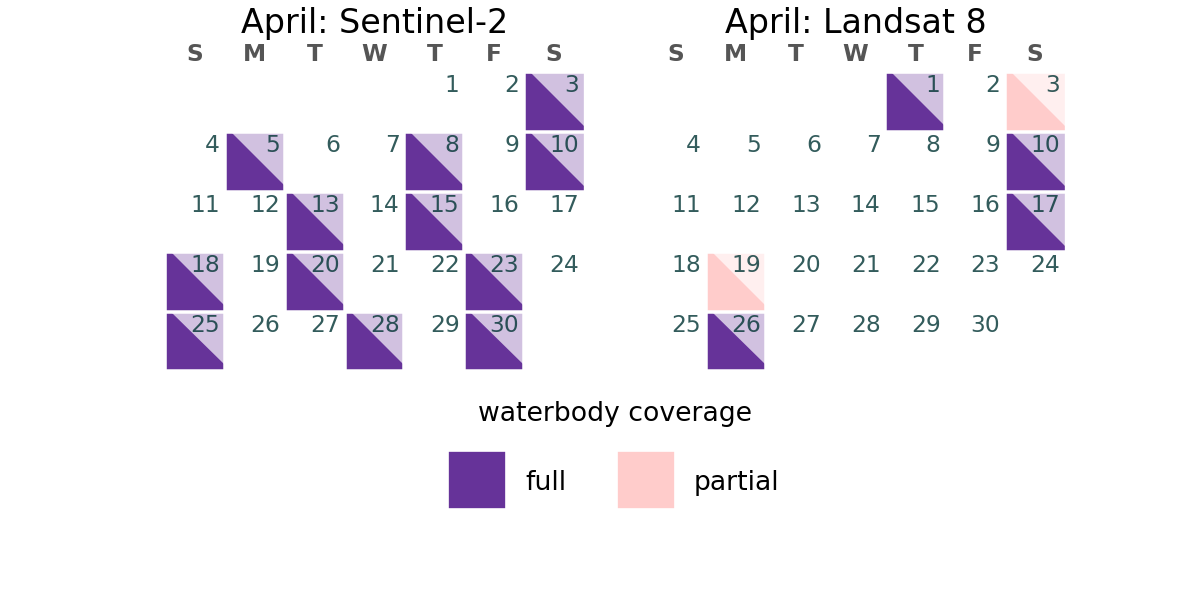 April: Sentinel-2
S M T W T F S
1 2 3
4 5 6 7 8 9 10
11 12 13 14 15 16 17
18 19 20 21 22 23 24
25 26 27 28 29 30
April: Landsat 8
S M T W T F S
1 2 3
4 5 6 7 8 9 10
11 12 13 14 15 16 17
18 19 20 21 22 23 24
25 26 27 28 29 30
waterbody coverage
full
partial